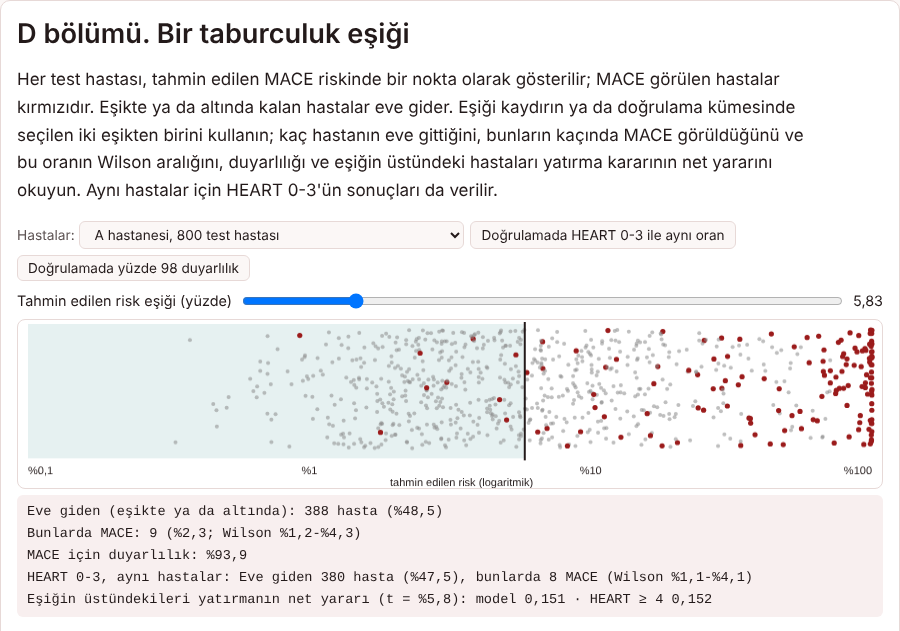 D bölümü. Bir taburculuk eşiği
Her test hastası, tahmin edilen MACE riskinde bir nokta olarak gösterilir; MACE görülen hastalar
kırmızıdır. Eşikte ya da altında kalan hastalar eve gider. Eşiği kaydırın ya da doğrulama kümesinde
seçilen iki eşikten birini kullanın; kaç hastanın eve gittiğini, bunların kaçında MACE görüldüğünü ve
bu oranın Wilson aralığını, duyarlılığı ve eşiğin üstündeki hastaları yatırma kararının net yararını
okuyun. Aynı hastalar için HEART 0-3'ün sonuçları da verilir.
Hastalar: A hastanesi, 800 test hastası Doğrulamada HEART 0-3 ile aynı oran
Doğrulamada yüzde 98 duyarlılık
Tahmin edilen risk eşiği (yüzde) 5,83
%0,1 %1 %10 %100
tahmin edilen risk (logaritmik)
Eve giden (eşikte ya da altında): 388 hasta (%48,5)
Bunlarda MACE: 9 (%2,3; Wilson %1,2-%4,3)
MACE için duyarlılık: %93,9
HEART 0-3, aynı hastalar: Eve giden 380 hasta (%47,5), bunlarda 8 MACE (Wilson %1,1-%4,1)
Eşiğin üstündekileri yatırmanın net yararı (t = %5,8): model 0,151 · HEART ≥ 4 0,152